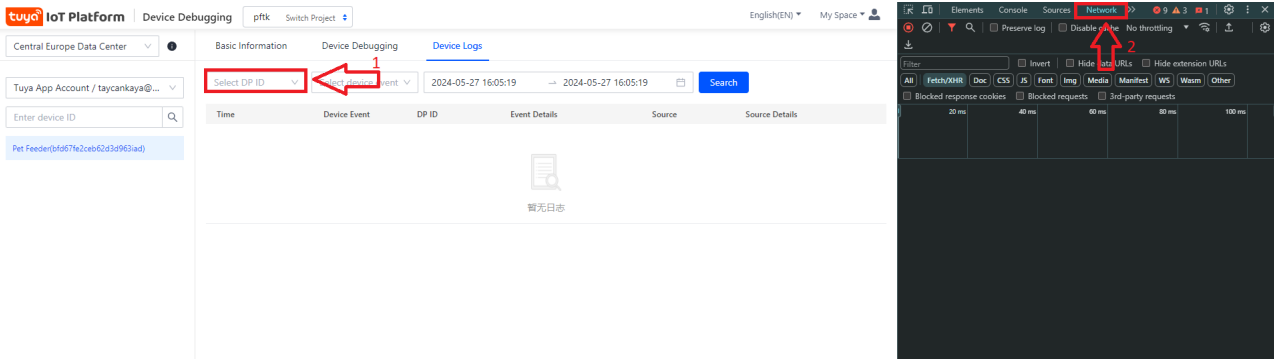 tuya IoT Platform Device Debugging pftk Switch Project English(EN) My Space
Central Europe Data Center
Tuya App Account / taycankaya@...
Enter device ID
Pet Feeder(bfd67fe2ceb62d3d963iad)
Basic Information Device Debugging Device Logs
1
Select DP ID Select device event 2024-05-27 16:05:19 → 2024-05-27 16:05:19 Search
Time Device Event DP ID Event Details Source Source Details
暂无日志
Elements Console Sources Network 9 3 1
Preserve log Disable cache No throttling
2
Filter Invert Hide data URLs Hide extension URLs
All Fetch/XHR Doc CSS JS Font Img Media Manifest WS Wasm Other
Blocked response cookies Blocked requests 3rd-party requests
20 ms 40 ms 60 ms 80 ms 100 ms